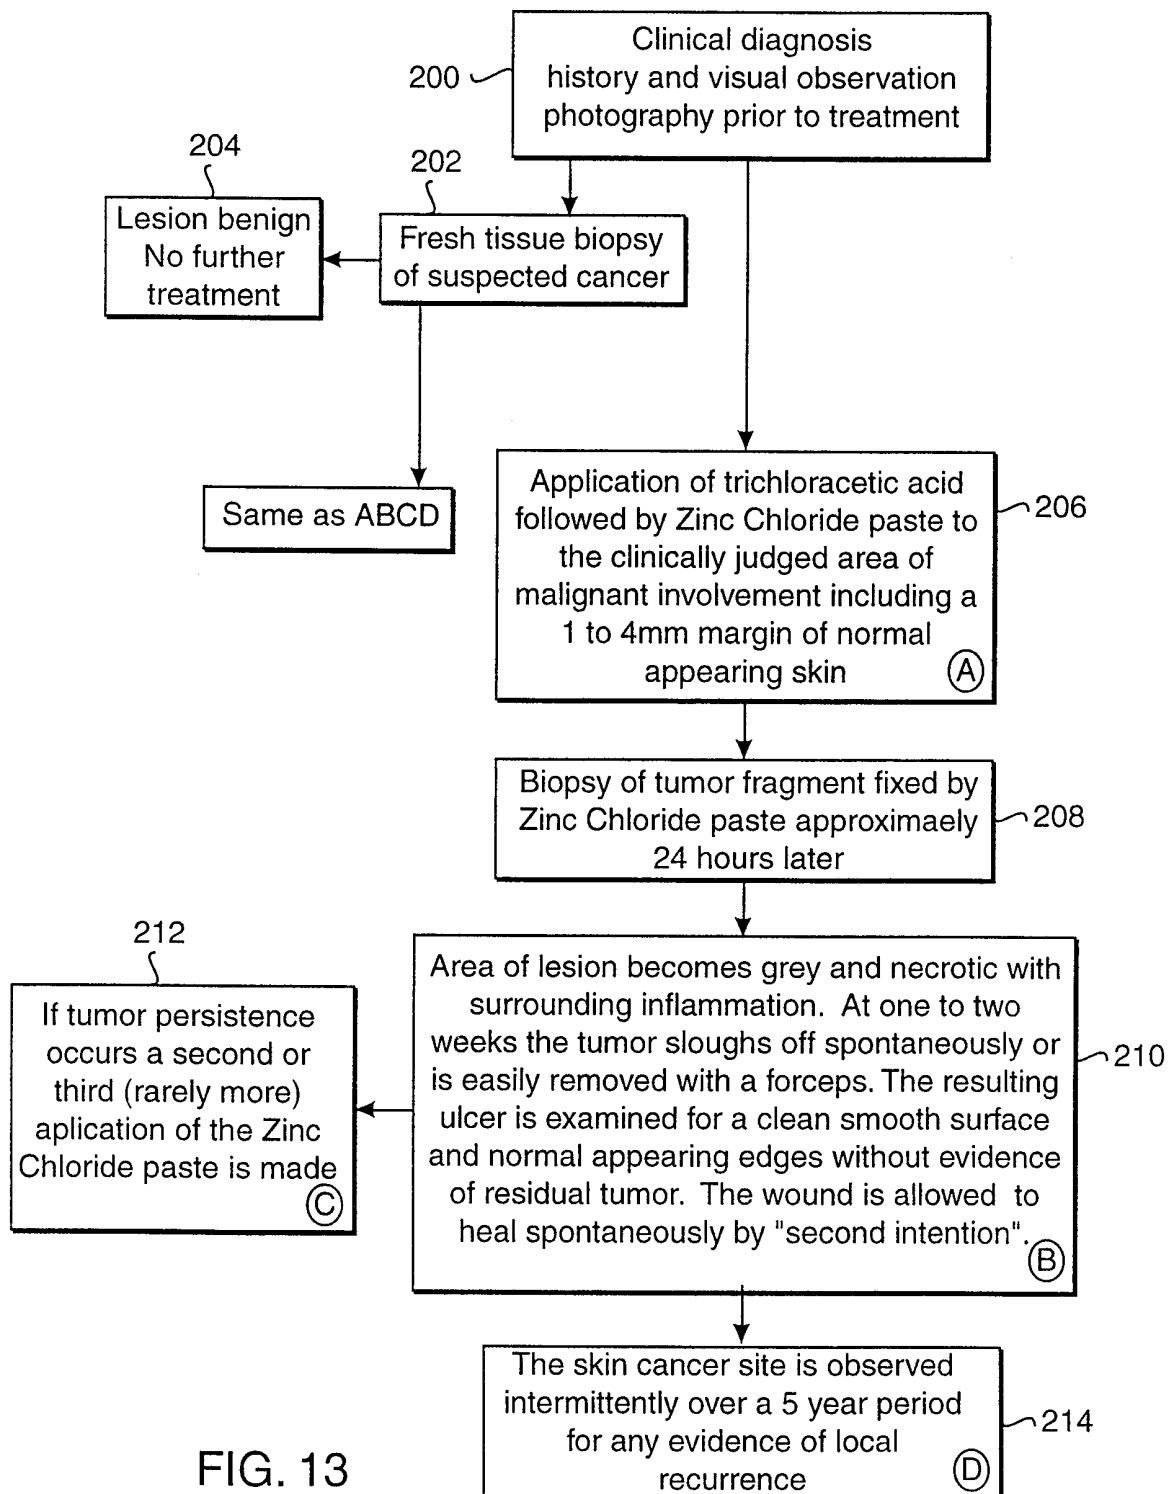 Clinical diagnosis
history and visual observation
photography prior to treatment
200
204
202
Lesion benign
No further
treatment
Fresh tissue biopsy
of suspected cancer
Same as ABCD
Application of trichloracetic acid
followed by Zinc Chloride paste to
the clinically judged area of
malignant involvement including a
1 to 4mm margin of normal
appearing skin
A
206
Biopsy of tumor fragment fixed by
Zinc Chloride paste approximaely
24 hours later
208
212
If tumor persistence
occurs a second or
third (rarely more)
aplication of the Zinc
Chloride paste is made
C
Area of lesion becomes grey and necrotic with
surrounding inflammation. At one to two
weeks the tumor sloughs off spontaneously or
is easily removed with a forceps. The resulting
ulcer is examined for a clean smooth surface
and normal appearing edges without evidence
of residual tumor. The wound is allowed to
heal spontaneously by "second intention".
B
210
The skin cancer site is observed
intermittently over a 5 year period
for any evidence of local
recurrence
D
214
FIG. 13